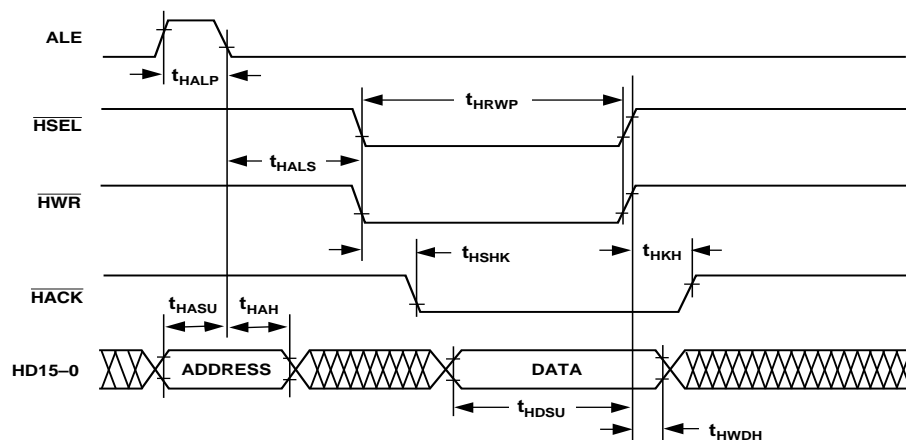 ALE
tHALP
tHRWP
HSEL
tHALS
HWR
tHSHK
tHKH
HACK
tHASU
tHAH
HD15–0
ADDRESS
DATA
tHDSU
tHWDH